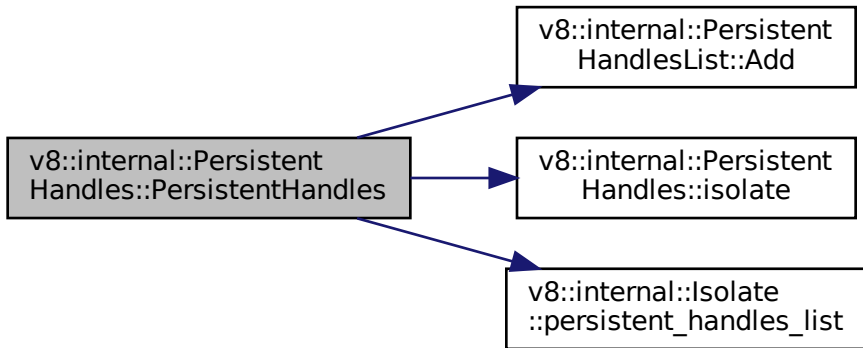 v8::internal::Persistent
HandlesList::Add
v8::internal::Persistent
Handles::PersistentHandles
v8::internal::Persistent
Handles::isolate
v8::internal::Isolate
::persistent_handles_list